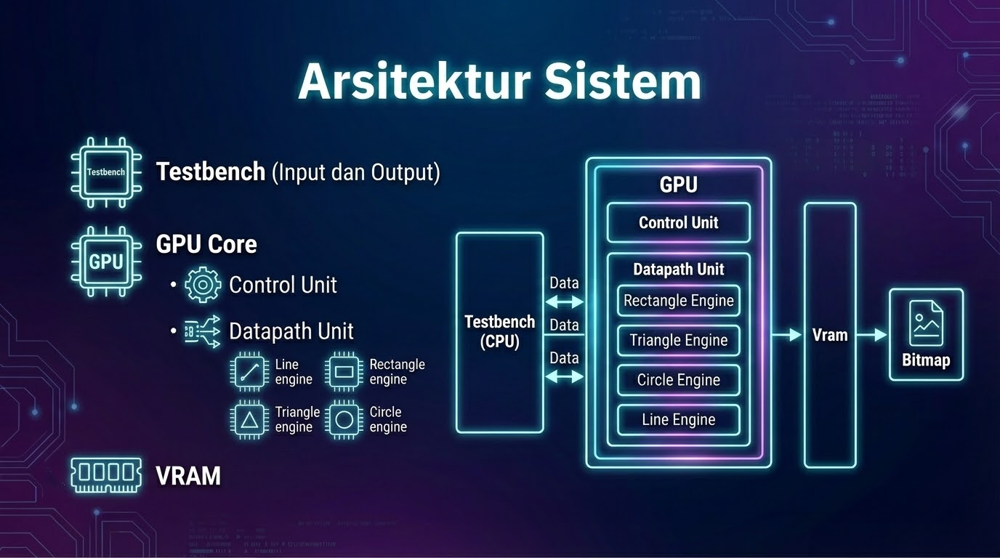 Arsitektur Sistem
Testbench
Testbench (Input dan Output)
GPU
GPU Core
• Control Unit
• Datapath Unit
Line
engine
Rectangle
engine
Triangle
engine
Circle
engine
VRAM
Testbench
(CPU)
Data
Data
Data
GPU
Control Unit
Datapath Unit
Rectangle Engine
Triangle Engine
Circle Engine
Line Engine
Vram
Bitmap